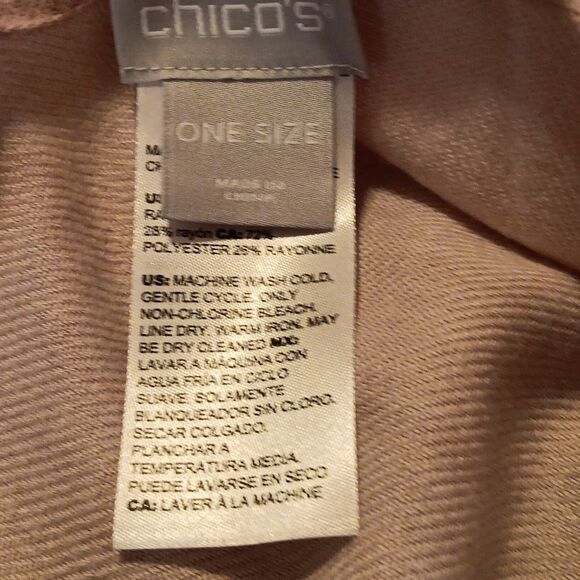 chico's®
ONE SIZE
MADE IN
CHINA
28% rayón CA: 72%
POLYESTER 28% RAYONNE
US: MACHINE WASH COLD,
GENTLE CYCLE. ONLY
NON-CHLORINE BLEACH.
LINE DRY. WARM IRON. MAY
BE DRY CLEANED MX:
LAVAR A MAQUINA CON
AGUA FRIA EN CICLO
SUAVE. SOLAMENTE
BLANQUEADOR SIN CLORO.
SECAR COLGADO.
PLANCHAR A
TEMPERATURA MEDIA.
PUEDE LAVARSE EN SECO
CA: LAVER À LA MACHINE